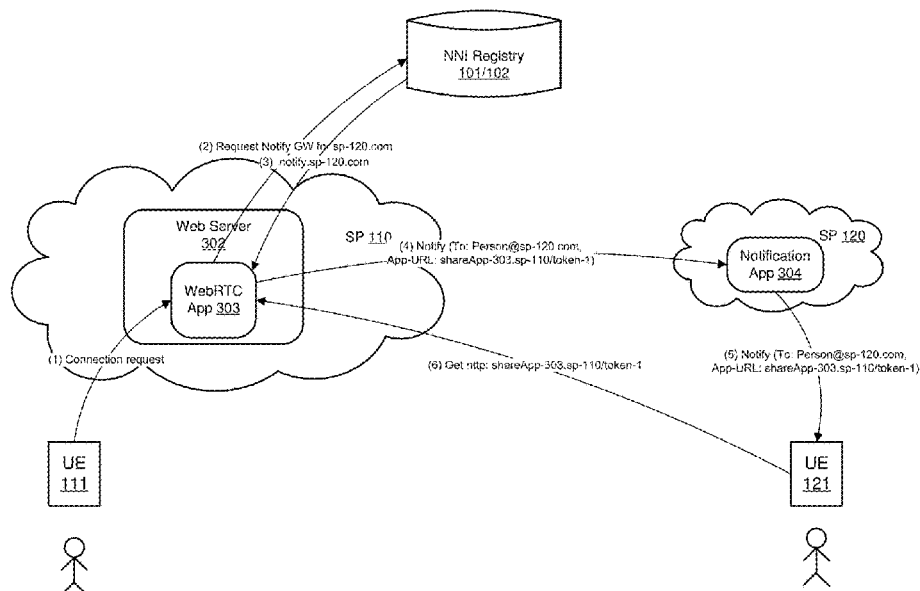 NNI Registry
101/102
(2) Request Notify GW for sp-120.com
(3) notify.sp-120.com
Web Server
302
SP 110
WebRTC
App 303
(4) Notify (To: Person@sp-120.com,
App-URL: shareApp-303.sp-110/token-1)
SP 120
Notification
App 304
(1) Connection request
(6) Get http: shareApp-303.sp-110/token-1
(5) Notify (To: Person@sp-120.com,
App-URL: shareApp-303.sp-110/token-1)
UE
111
UE
121